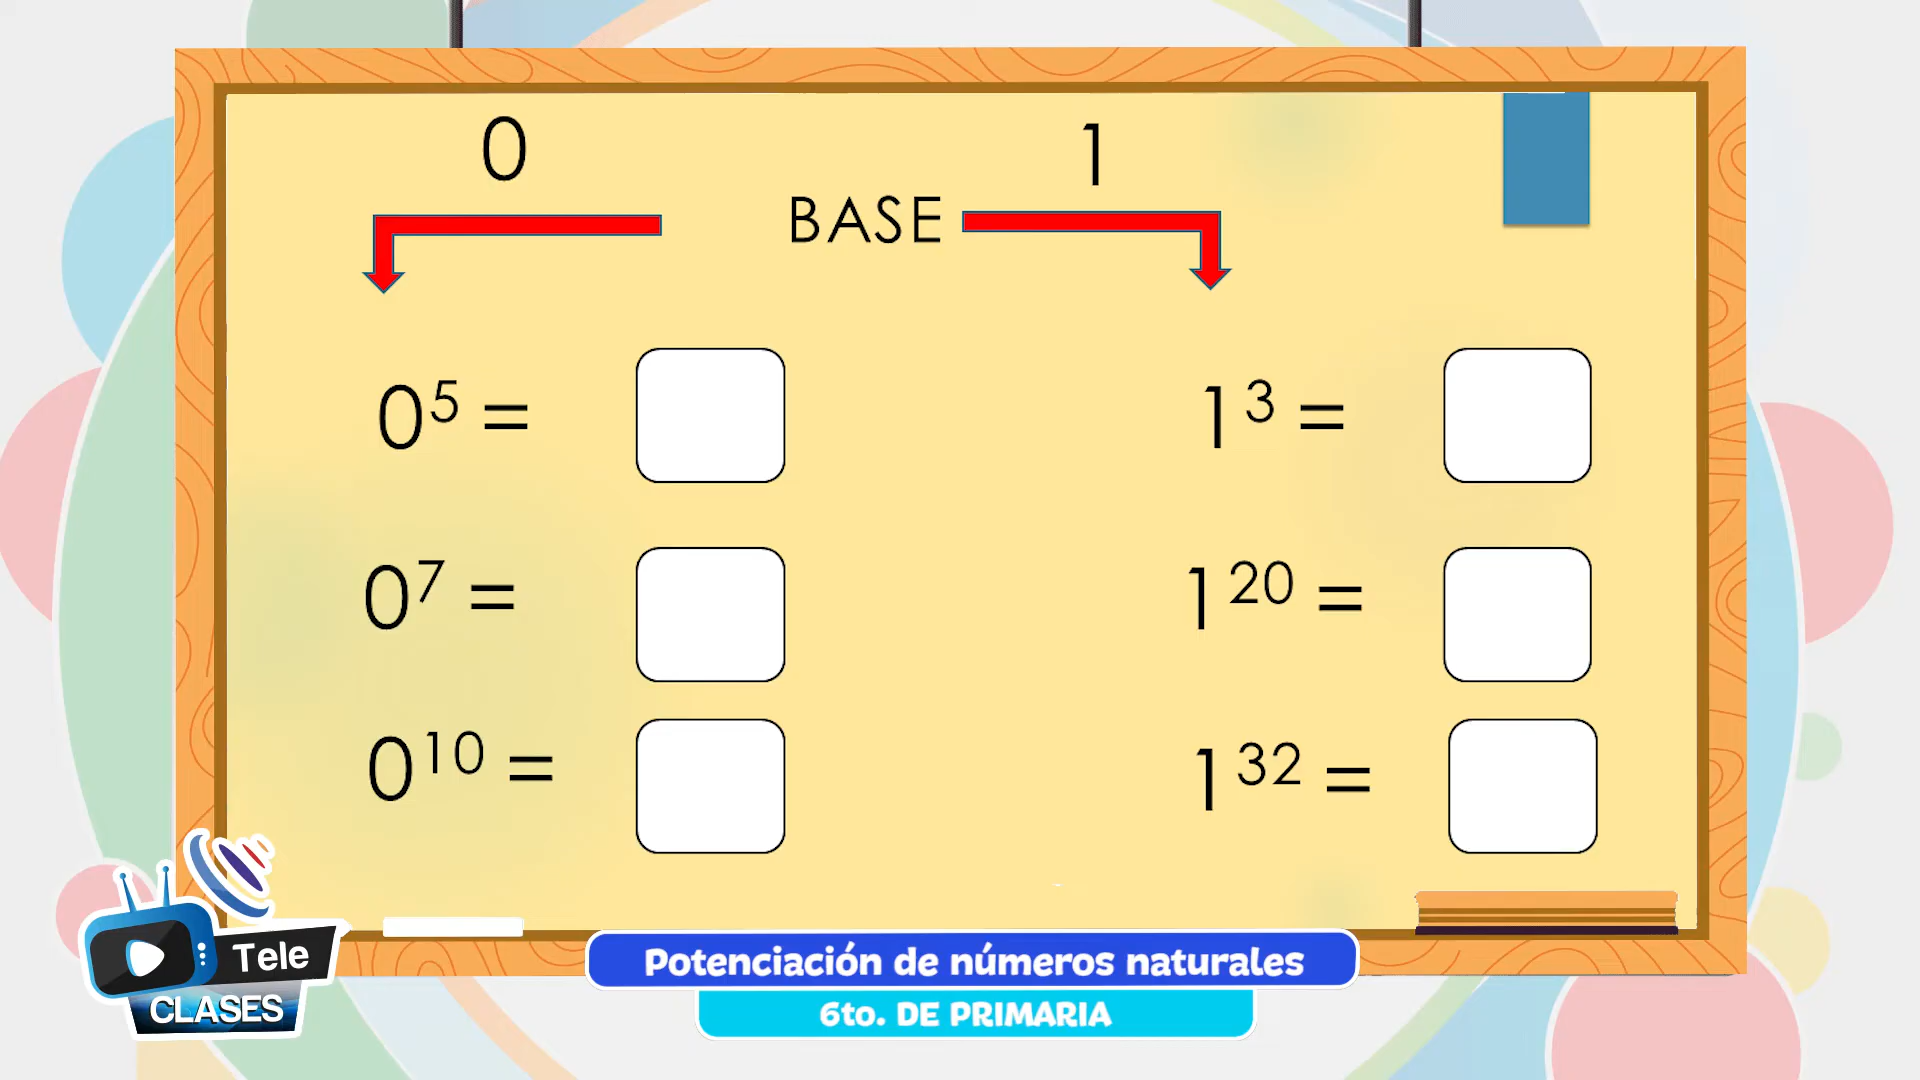 0 1
BASE
0⁵ = 1³ =
0⁷ = 1²⁰ =
0¹⁰ = 1³² =
Tele
CLASES
Potenciación de números naturales
6to. DE PRIMARIA